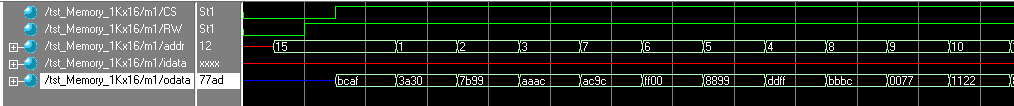 /tst_Memory_1Kx16/m1/CS St1
/tst_Memory_1Kx16/m1/RW St1
/tst_Memory_1Kx16/m1/addr 12 15 1 2 3 7 6 5 4 8 9 10
/tst_Memory_1Kx16/m1/idata xxxx
/tst_Memory_1Kx16/m1/odata 77ad bcaf 3a30 7b99 aaac ac9c ff00 8899 ddff bbbc 0077 1122